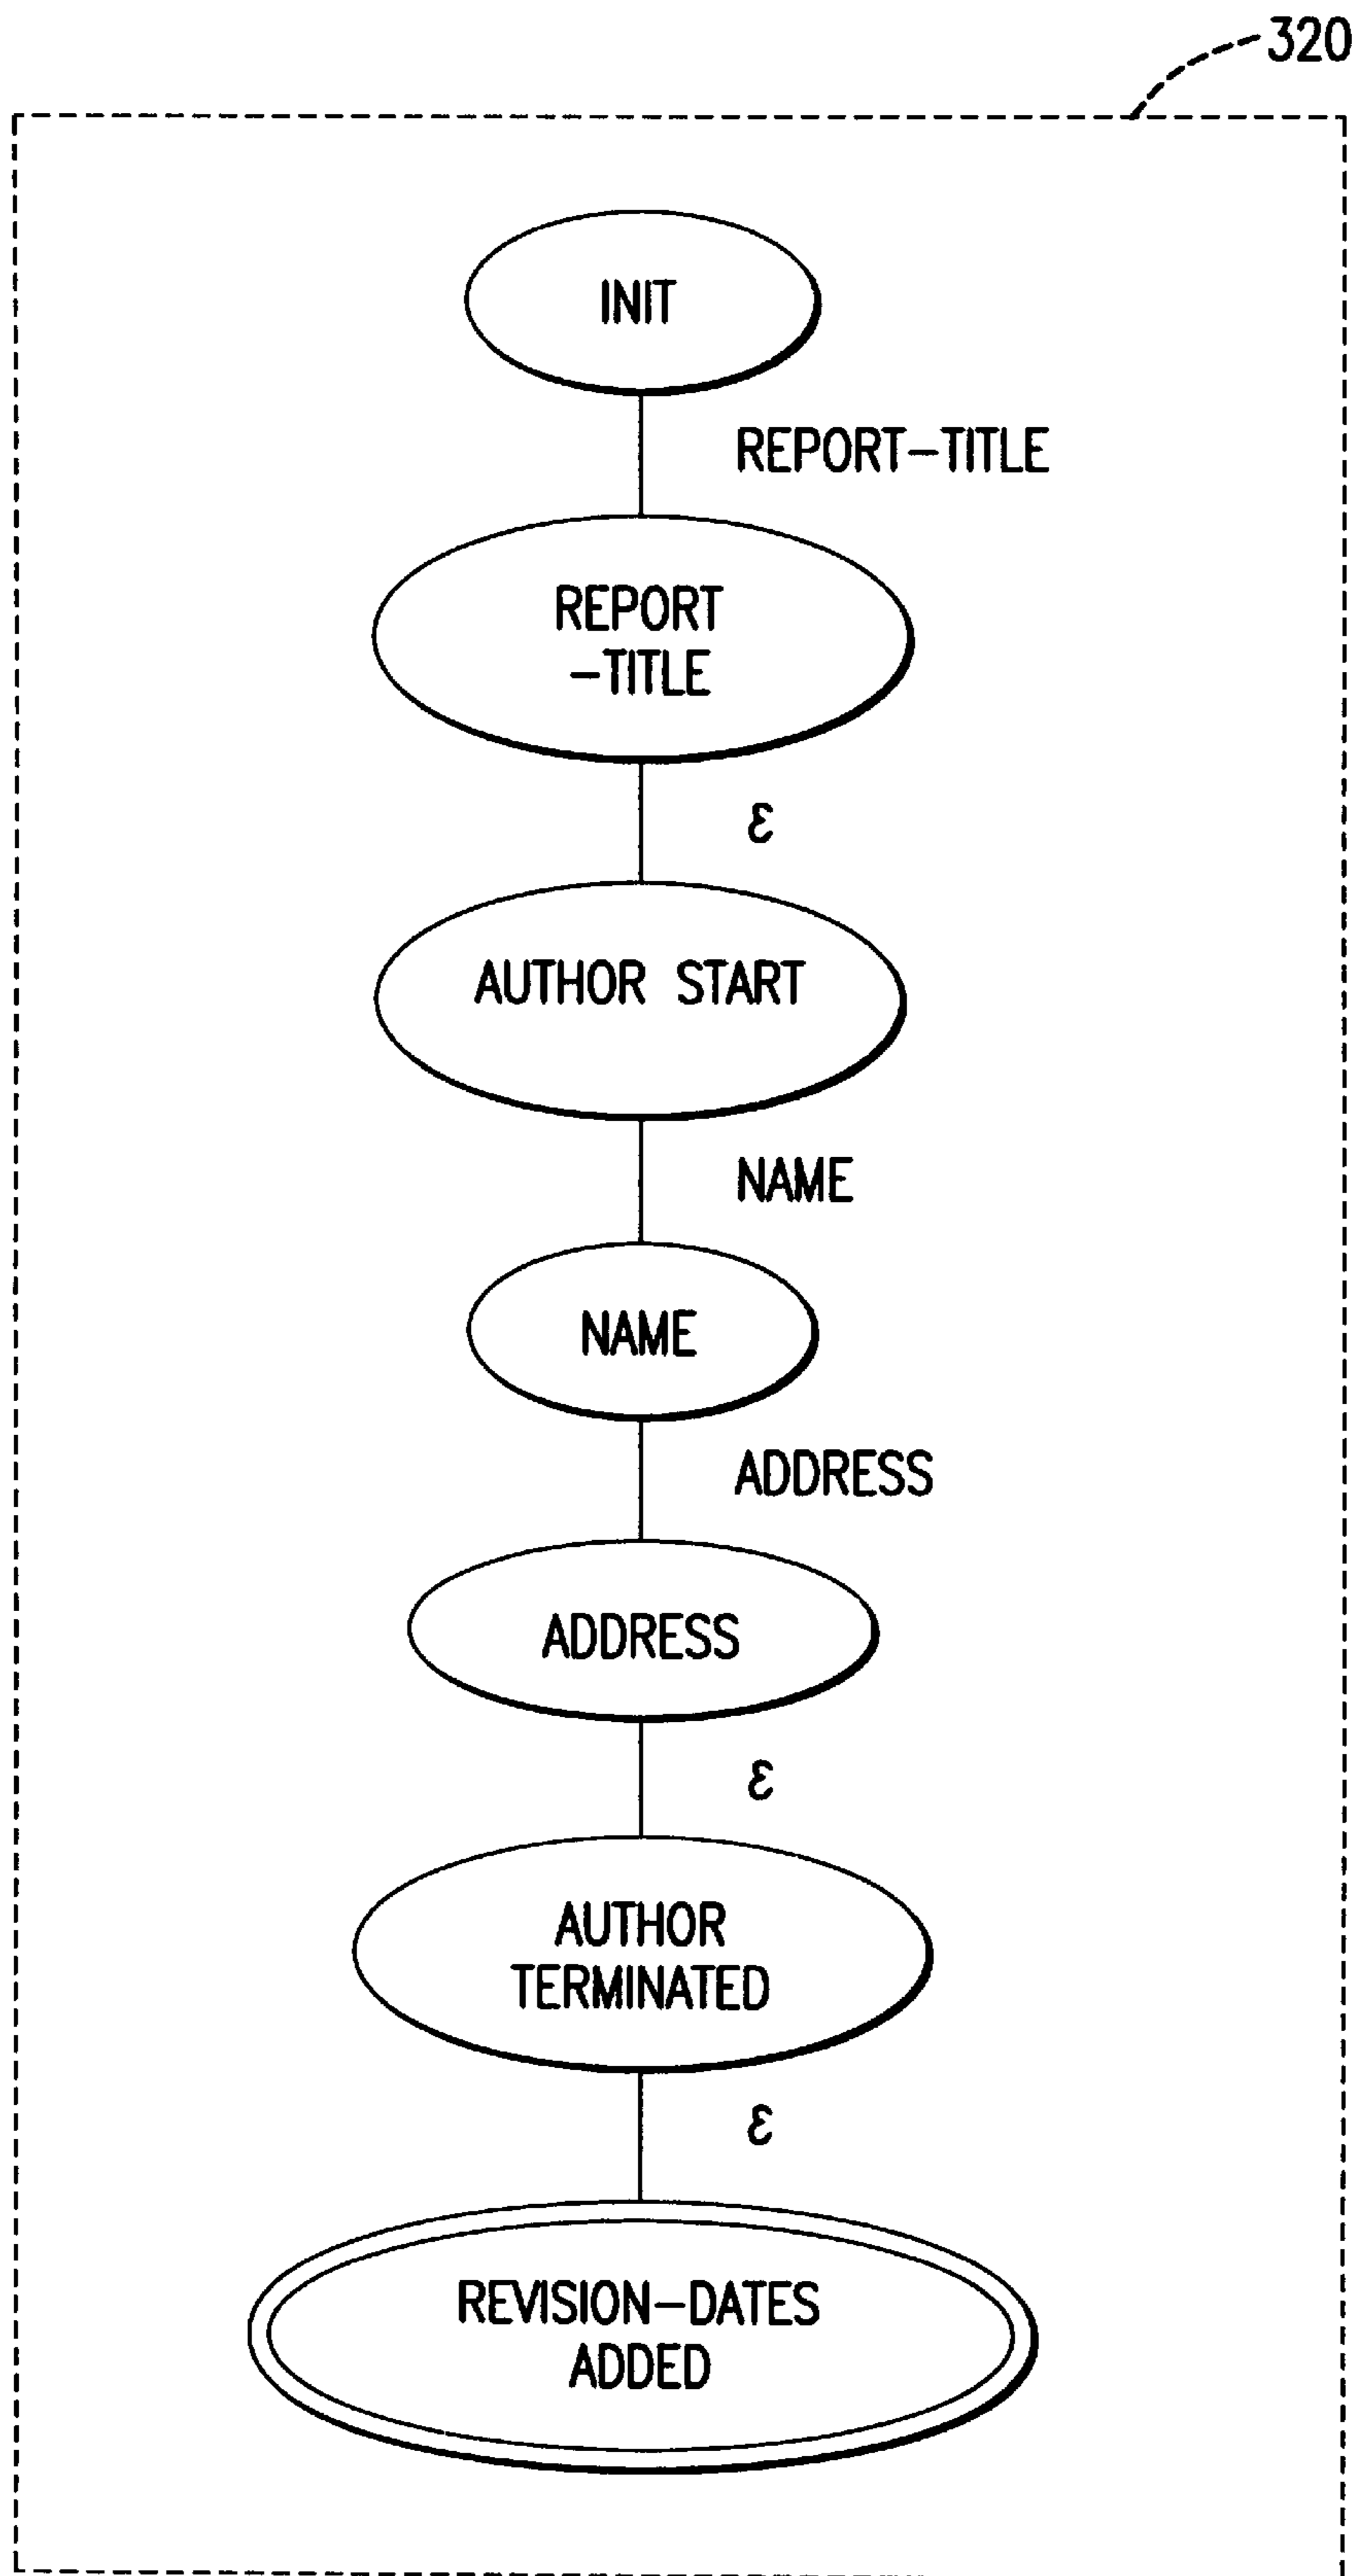 320
INIT
REPORT-TITLE
REPORT
-TITLE
ε
AUTHOR START
NAME
NAME
ADDRESS
ADDRESS
ε
AUTHOR
TERMINATED
ε
REVISION-DATES
ADDED